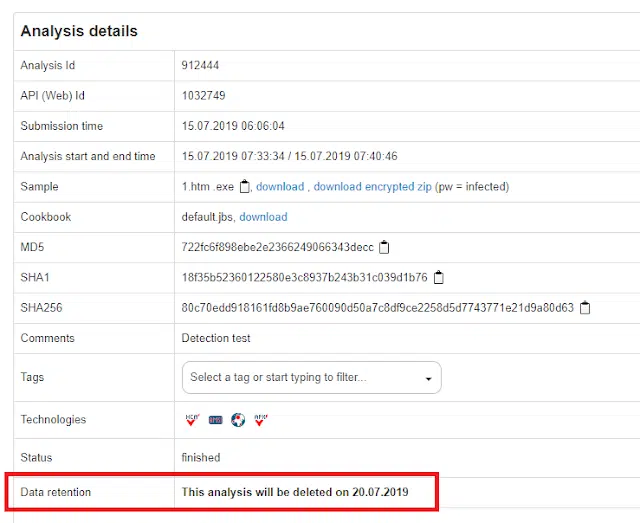 Analysis details
Analysis Id 912444
API (Web) Id 1032749
Submission time 15.07.2019 06:06:04
Analysis start and end time 15.07.2019 07:33:34 / 15.07.2019 07:40:46
Sample 1.htm .exe , download , download encrypted zip (pw = infected)
Cookbook default.jbs, download
MD5 722fc6f898ebe2e2366249066343decc
SHA1 18f35b52360122580e3c8937b243b31c039d1b76
SHA256 80c70edd918161fd8b9ae760090d50a7c8df9ce2258d5d7743771e21d9a80d63
Comments Detection test
Tags Select a tag or start typing to filter...
Technologies
Status finished
Data retention This analysis will be deleted on 20.07.2019